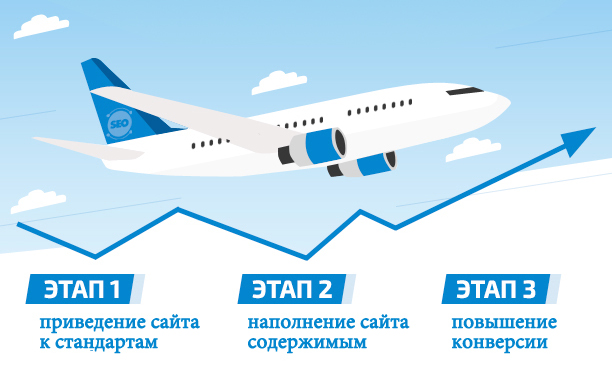 SEO
ЭТАП 1
приведение сайта
к стандартам
ЭТАП 2
наполнение сайта
содержимым
ЭТАП 3
повышение
конверсии